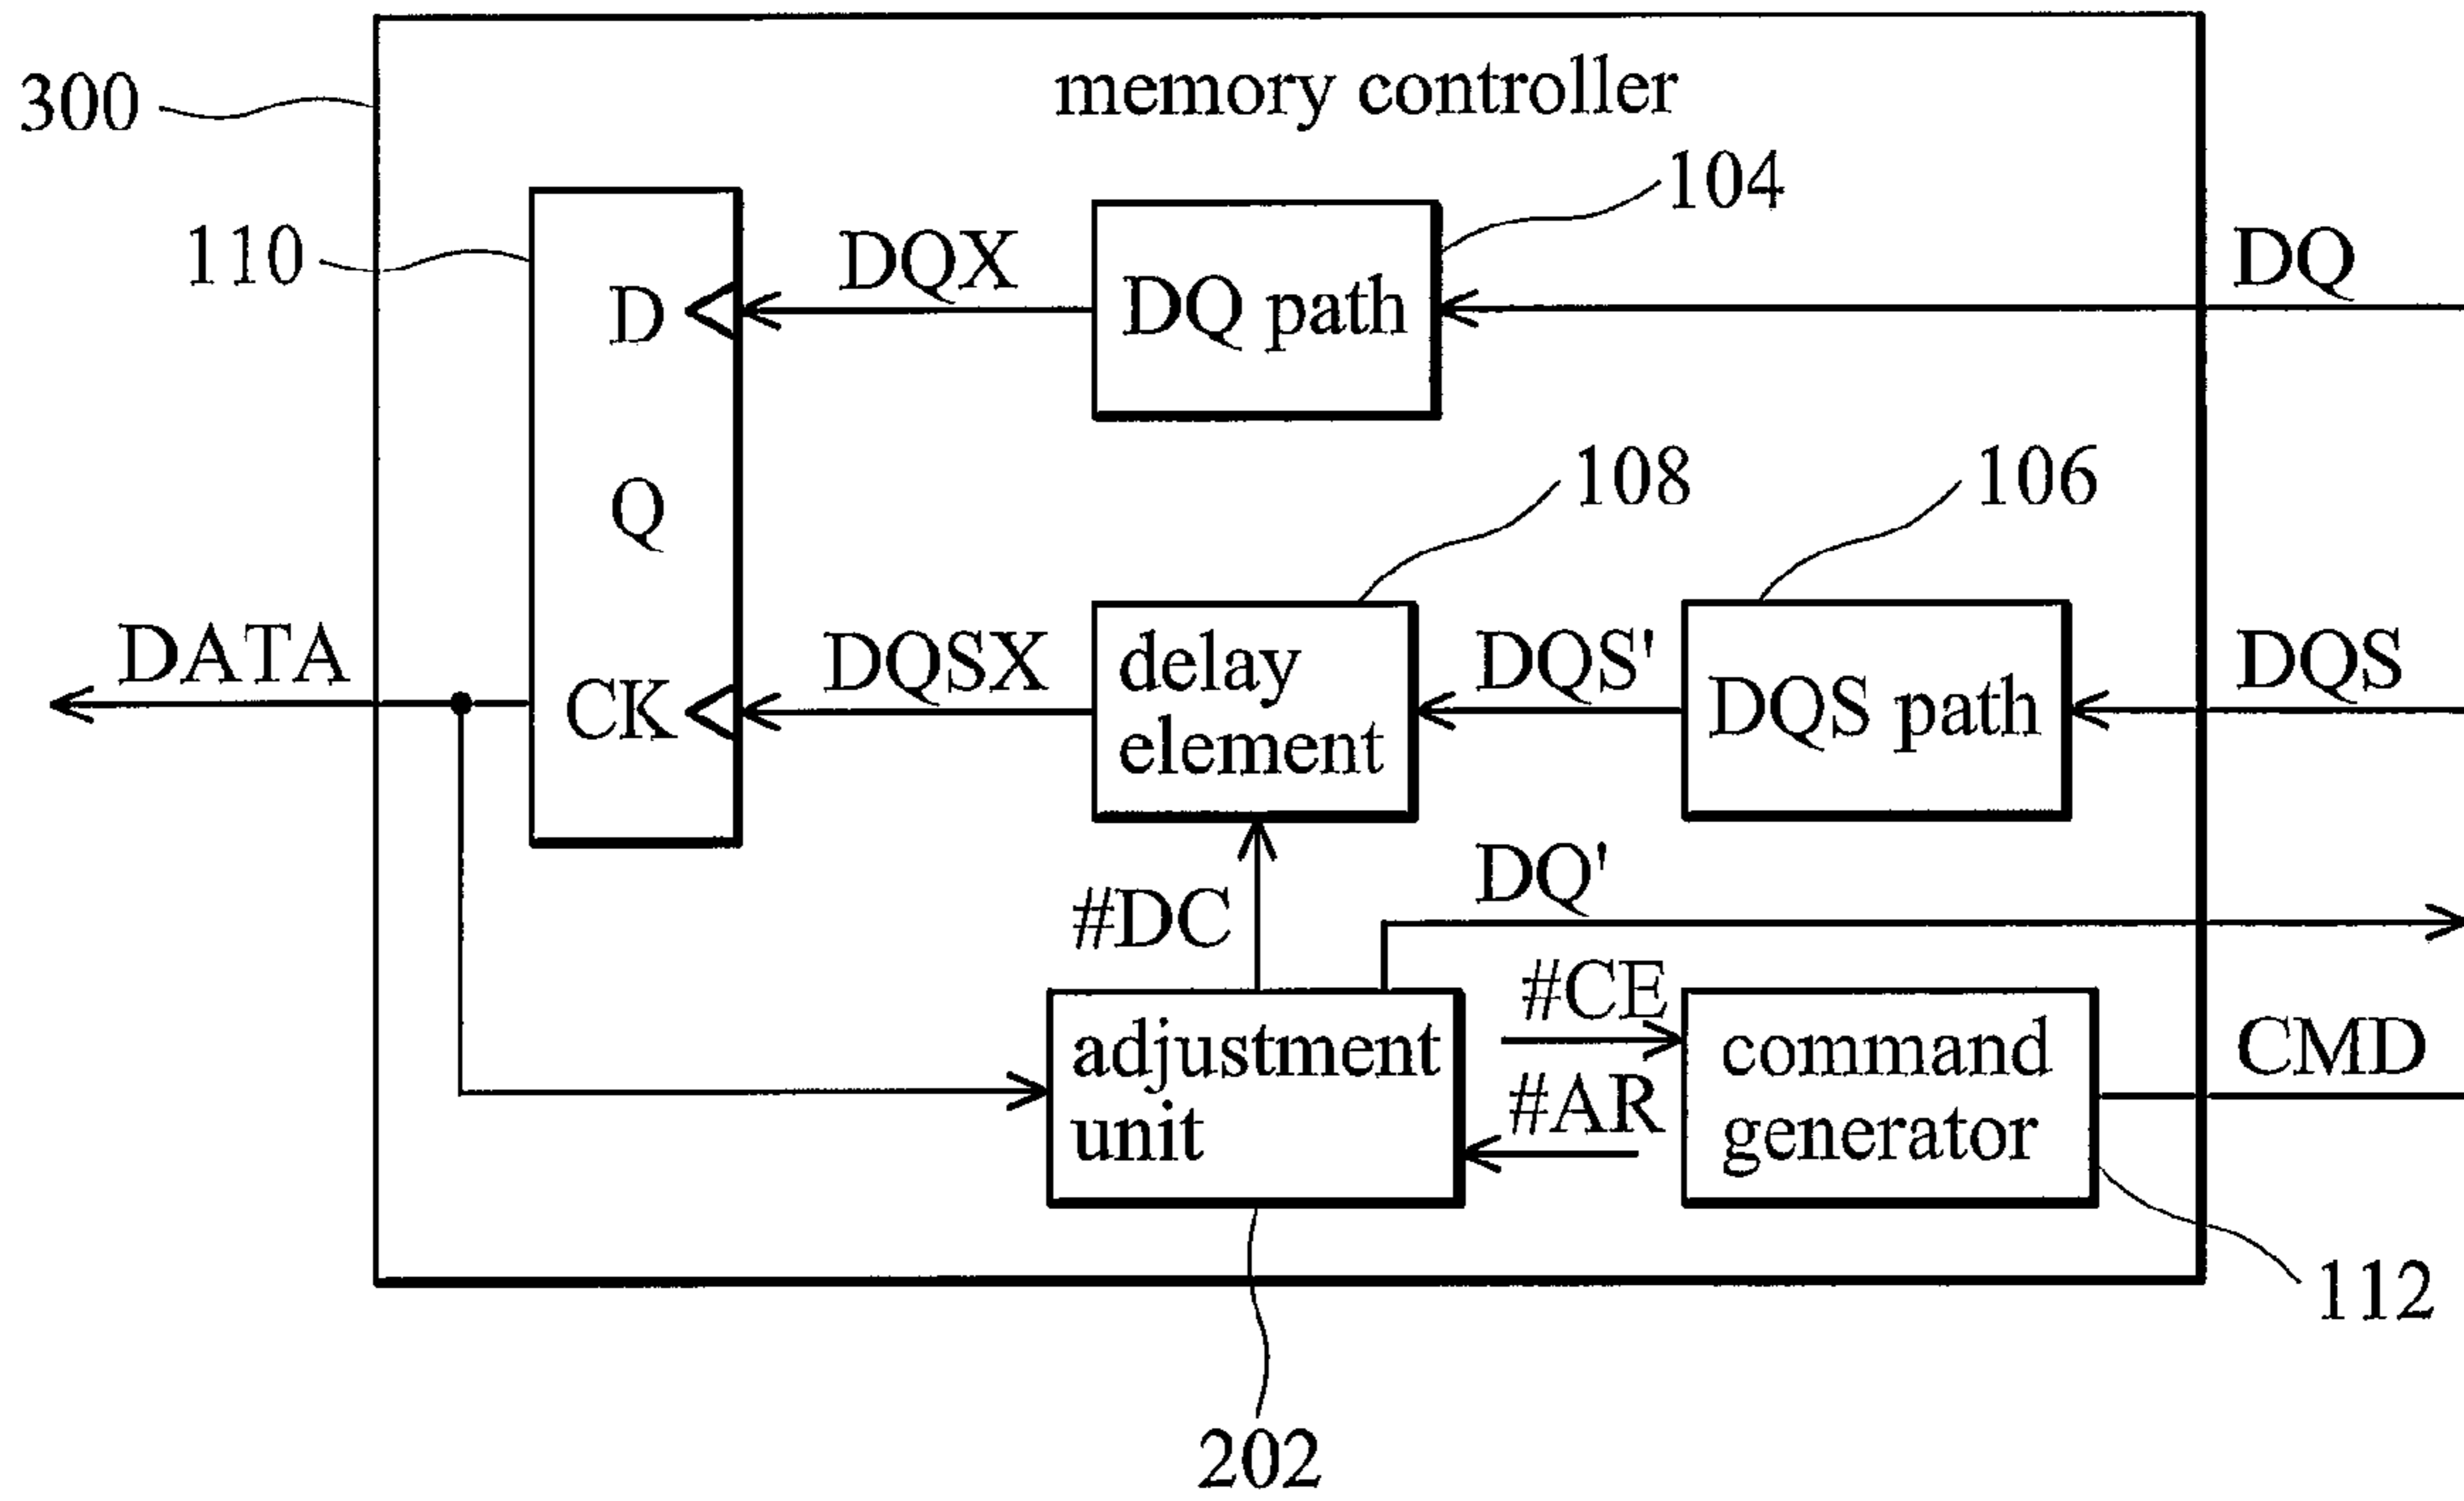 300
memory controller
104
110
DQX
DQ
D
DQ path
108
106
Q
DATA
DQSX
delay
element
DQS'
DQS
CK
DQS path
#DC
DQ'
#CE
adjustment
unit
#AR
command
generator
CMD
112
202